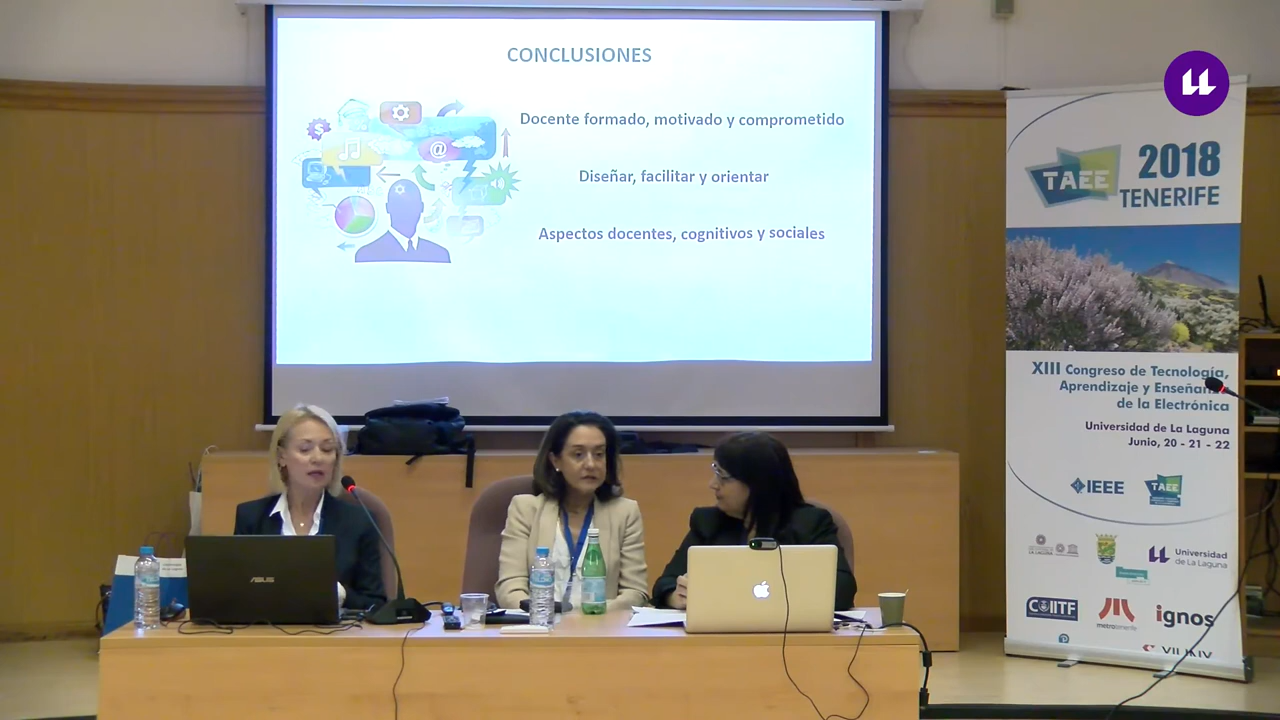 CONCLUSIONES
Docente formado, motivado y comprometido
Diseñar, facilitar y orientar
Aspectos docentes, cognitivos y sociales
TAEE
2018
TENERIFE
XIII Congreso de Tecnología,
Aprendizaje y
de la Electrónica
Universidad de La Laguna
Junio, 20 - 21 - 22
IEEE
TAEE
Universidad
de La Laguna
COIITF
metrotenerife
ignos
ASUS